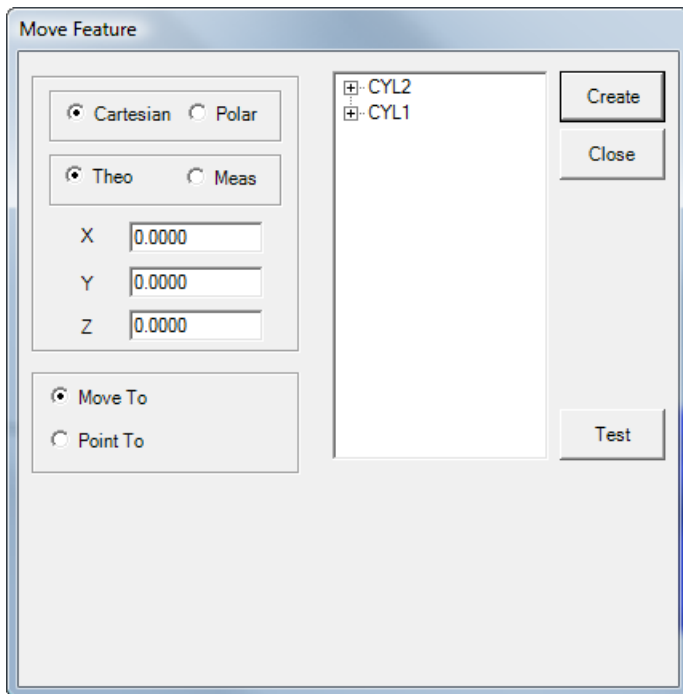 Move Feature
Cartesian Polar
Theo Meas
X 0.0000
Y 0.0000
Z 0.0000
Move To
Point To
CYL2
CYL1
Create
Close
Test